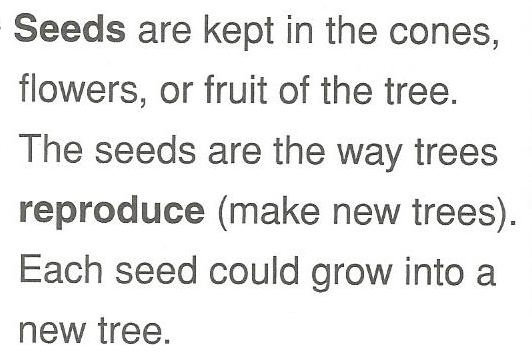 Seeds are kept in the cones,
flowers, or fruit of the tree.
The seeds are the way trees
reproduce (make new trees).
Each seed could grow into a
new tree.